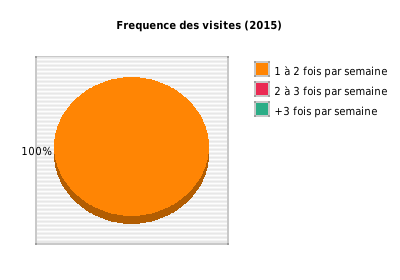 Frequence des visites (2015)
1 à 2 fois par semaine
2 à 3 fois par semaine
+3 fois par semaine
100%